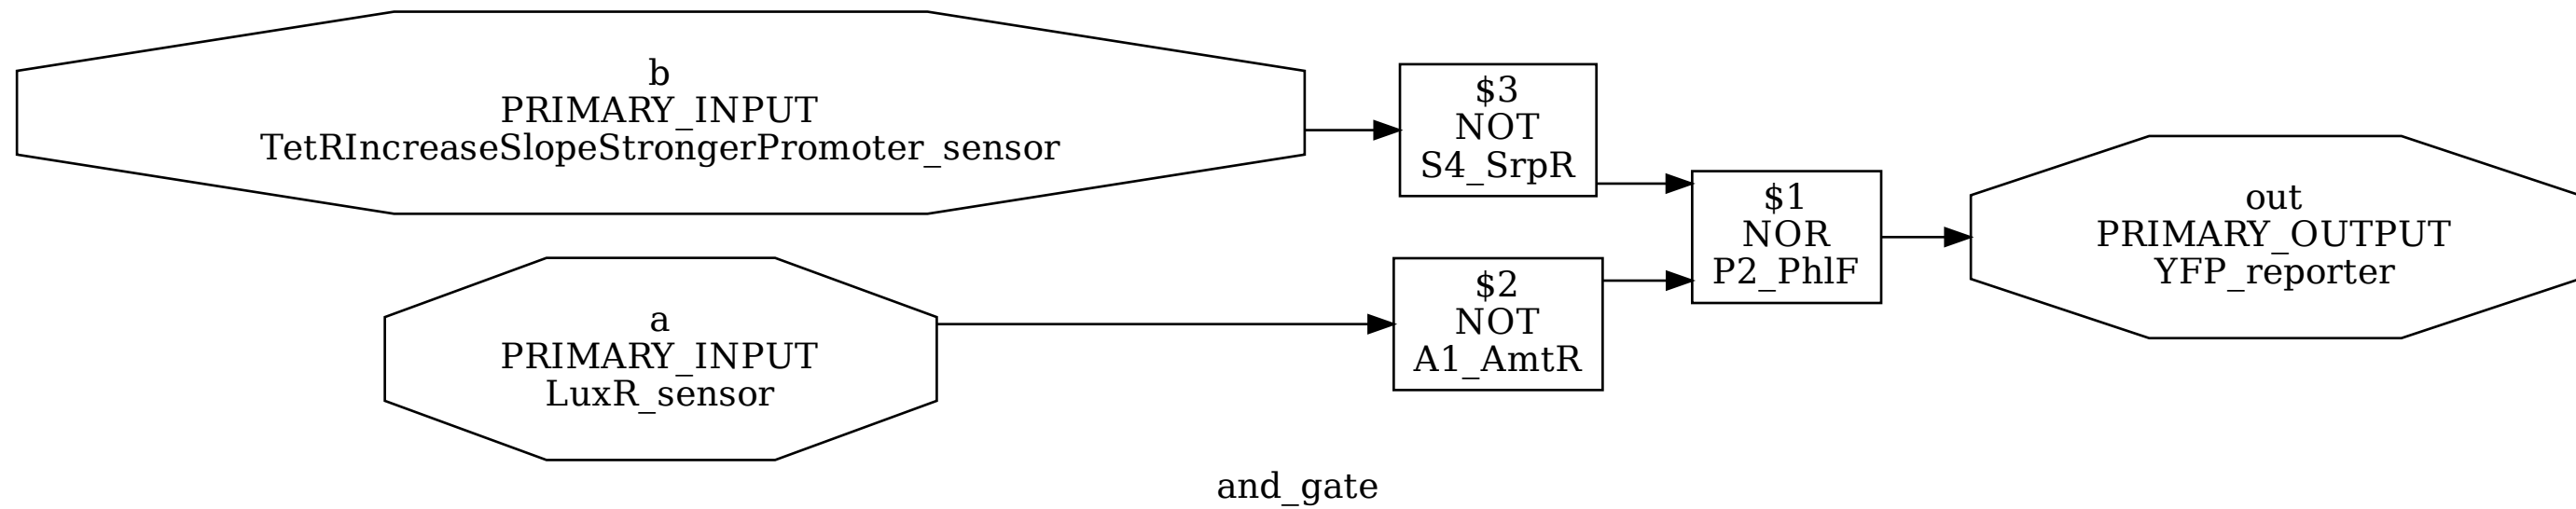 b
PRIMARY_INPUT
TetRIncreaseSlopeStrongerPromoter_sensor
$3
NOT
S4_SrpR
$1
NOR
P2_PhlF
out
PRIMARY_OUTPUT
YFP_reporter
a
PRIMARY_INPUT
LuxR_sensor
$2
NOT
A1_AmtR
and_gate